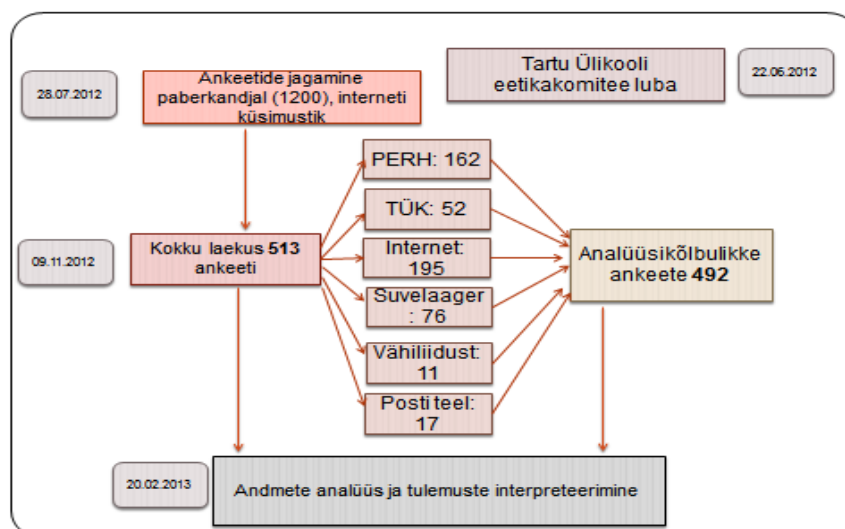 Tartu Ülikooli
eetikakomitee luba
22.06.2012
28.07.2012
Ankeetide jagamine
paberkandjal (1200), interneti
küsimustik
PERH: 162
TÜK: 52
09.11.2012
Kokku laekus 513
ankeeti
Internet:
195
Suvelaager
: 76
Vähiliidust:
11
Posti teel:
17
Analüüsikõlbulikke
ankeete 492
20.02.2013
Andmete analüüs ja tulemuste interpreteerimine